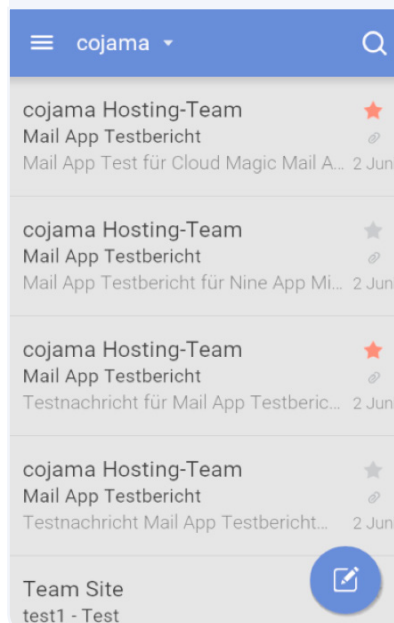 cojama
cojama Hosting-Team
Mail App Testbericht
Mail App Test für Cloud Magic Mail A... 2 Jun
cojama Hosting-Team
Mail App Testbericht
Mail App Testbericht für Nine App Mi... 2 Jun
cojama Hosting-Team
Mail App Testbericht
Testnachricht für Mail App Testberic... 2 Jun
cojama Hosting-Team
Mail App Testbericht
Testnachricht Mail App Testbericht... 2 Jun
Team Site
test1 - Test